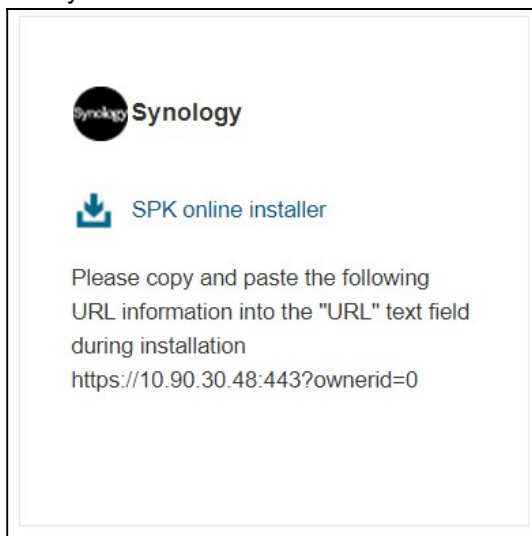 Synology Synology
SPK online installer
Please copy and paste the following
URL information into the "URL" text field
during installation
https://10.90.30.48:443?ownerid=0